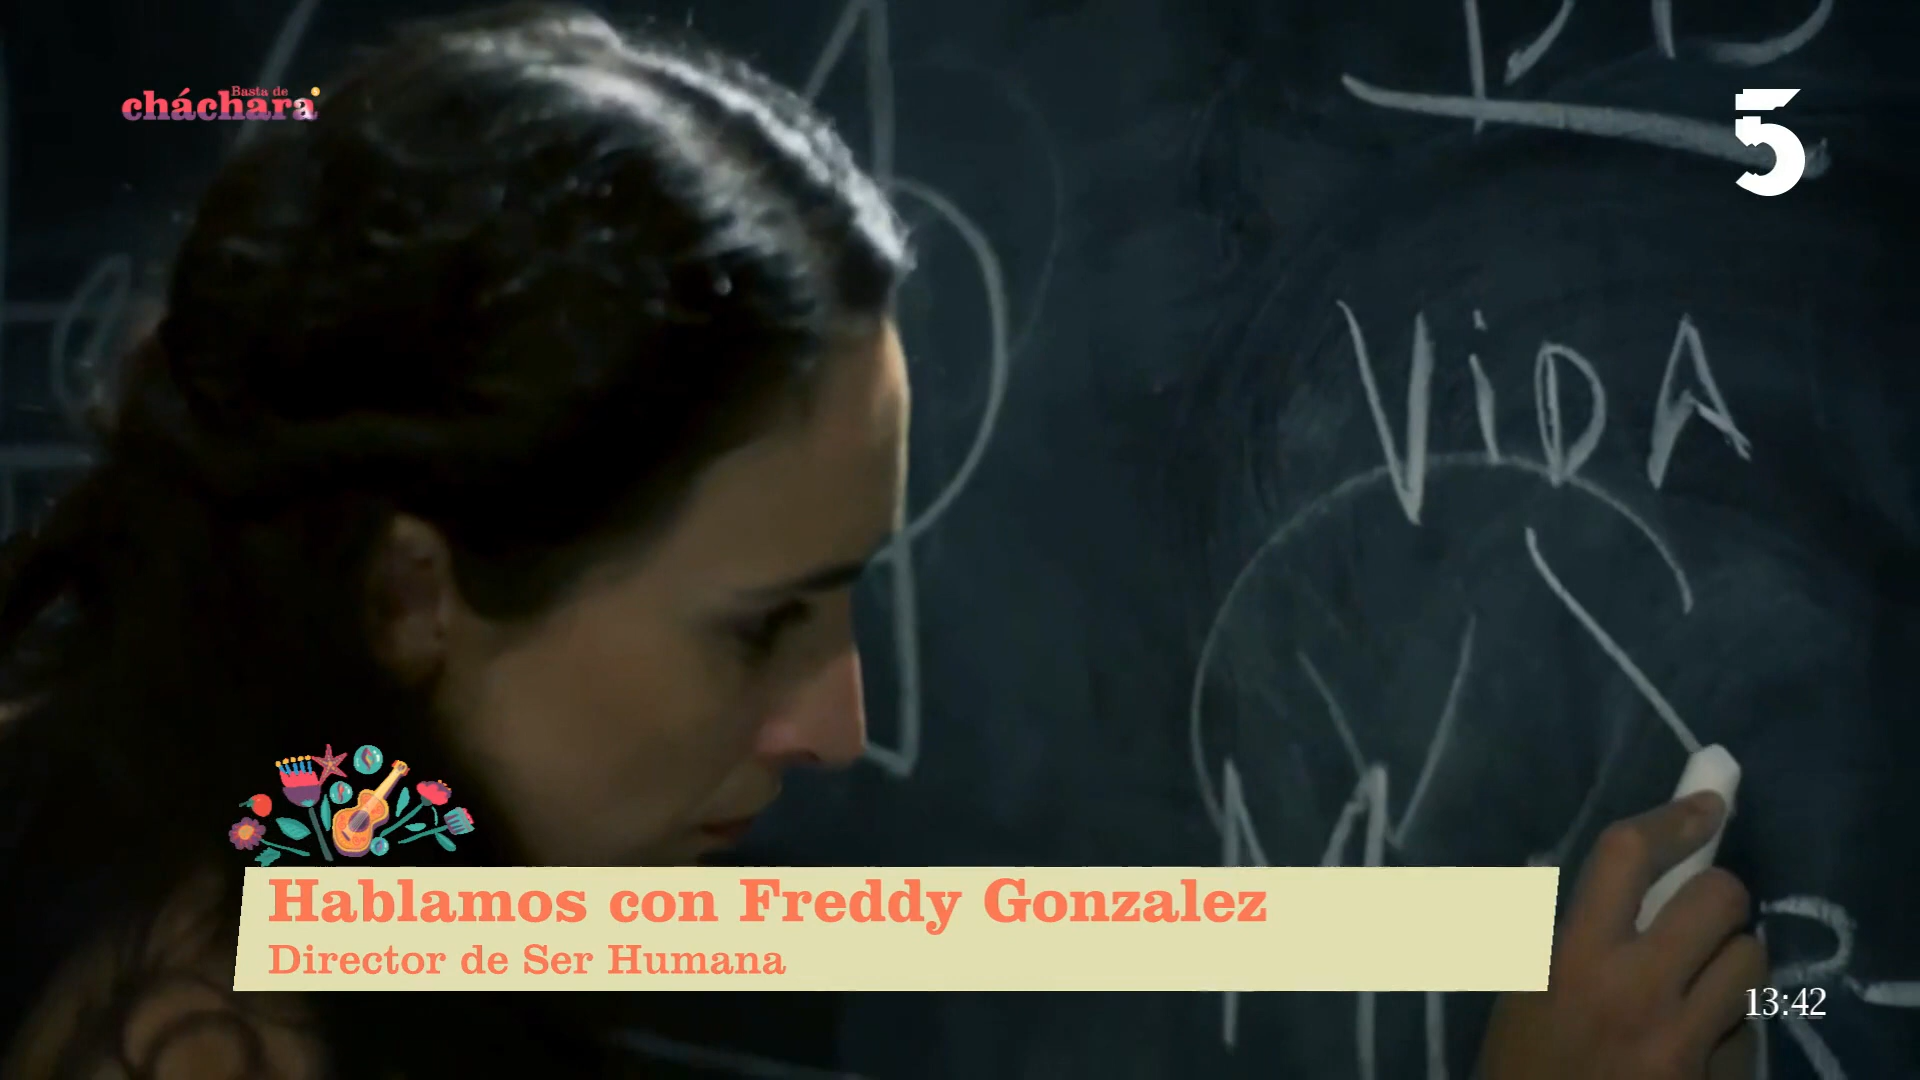 Basta de
cháchara
5
ViDA
Hablamos con Freddy Gonzalez
Director de Ser Humana
13:42